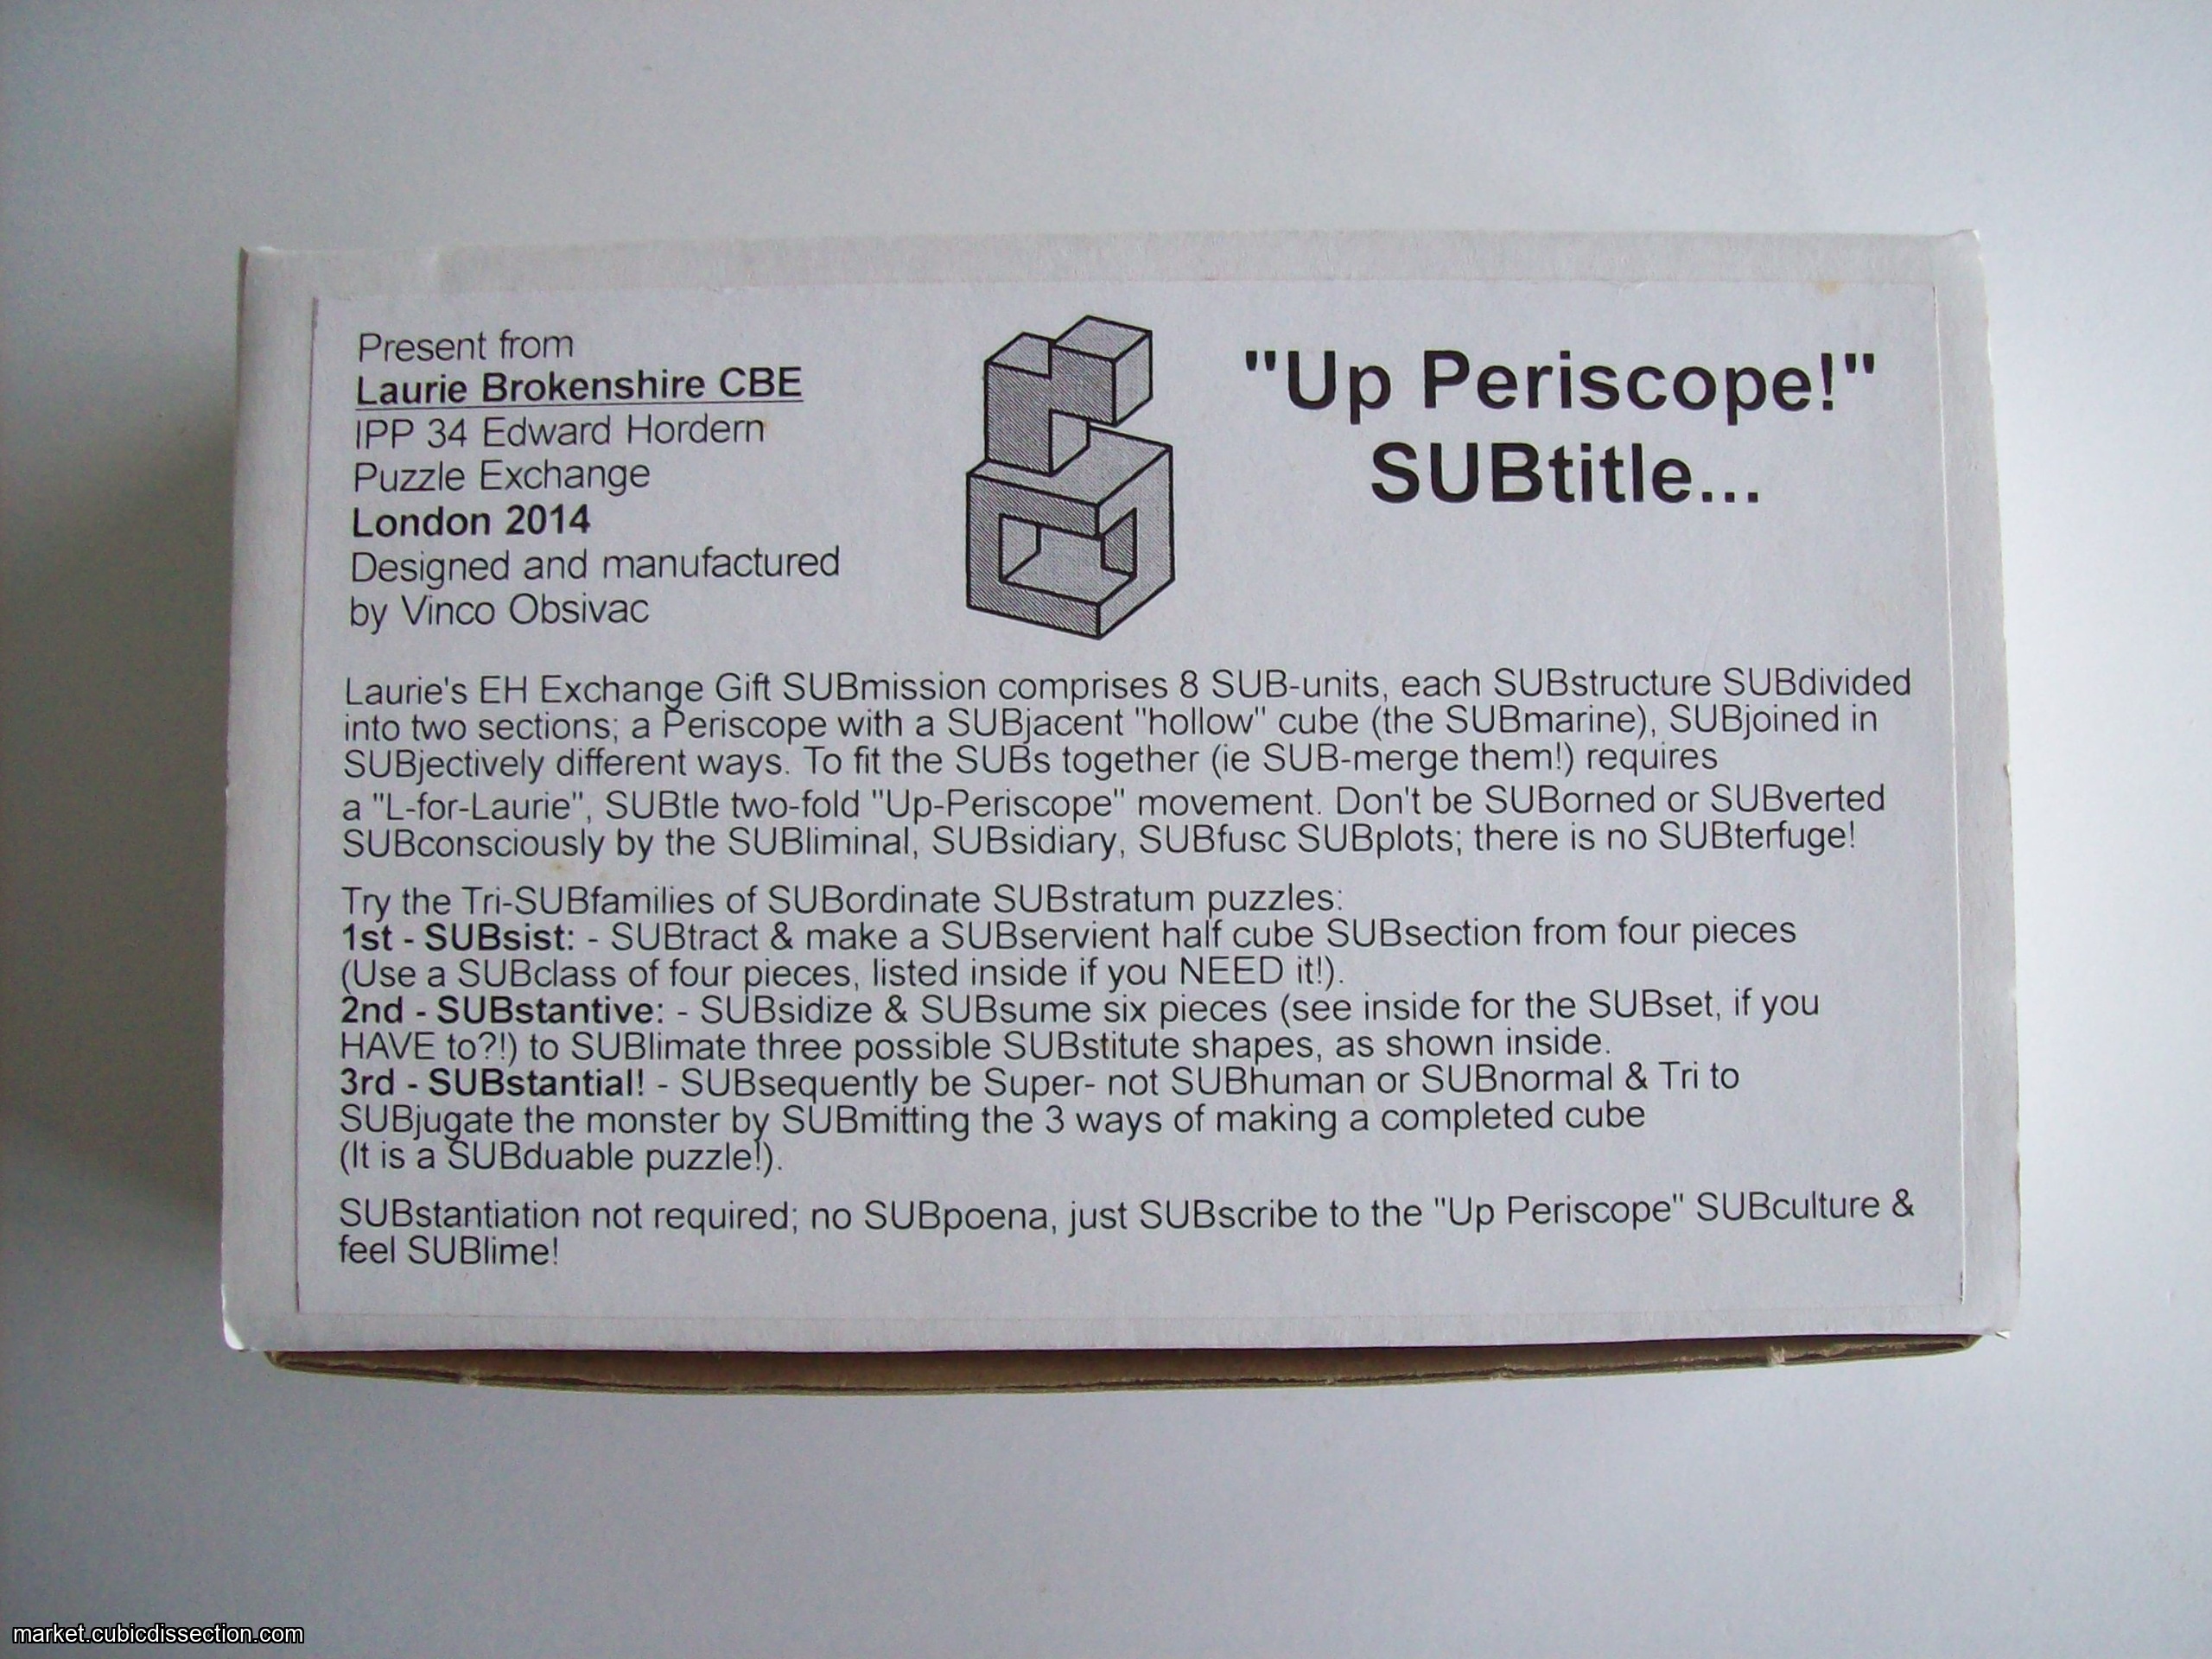 Present from
Laurie Brokenshire CBE
IPP 34 Edward Hordern
Puzzle Exchange
London 2014
Designed and manufactured
by Vinco Obsivac
"Up Periscope!"
SUBtitle...
Laurie's EH Exchange Gift SUBmission comprises 8 SUB-units, each SUBstructure SUBdivided
into two sections; a Periscope with a SUBjacent "hollow" cube (the SUBmarine), SUBjoined in
SUBjectively different ways. To fit the SUBs together (ie SUB-merge them!) requires
a "L-for-Laurie", SUBtle two-fold "Up-Periscope" movement. Don't be SUBorned or SUBverted
SUBconsciously by the SUBliminal, SUBsidiary, SUBfusc SUBplots; there is no SUBterfuge!
Try the Tri-SUBfamilies of SUBordinate SUBstratum puzzles:
1st - SUBsist: - SUBtract & make a SUBservient half cube SUBsection from four pieces
(Use a SUBclass of four pieces, listed inside if you NEED it!).
2nd - SUBstantive: - SUBsidize & SUBsume six pieces (see inside for the SUBset, if you
HAVE to?!) to SUBlimate three possible SUBstitute shapes, as shown inside.
3rd - SUBstantial! - SUBsequently be Super- not SUBhuman or SUBnormal & Tri to
SUBjugate the monster by SUBmitting the 3 ways of making a completed cube
(It is a SUBduable puzzle!).
SUBstantiation not required; no SUBpoena, just SUBscribe to the "Up Periscope" SUBculture &
feel SUBlime!
market.cubicdissection.com